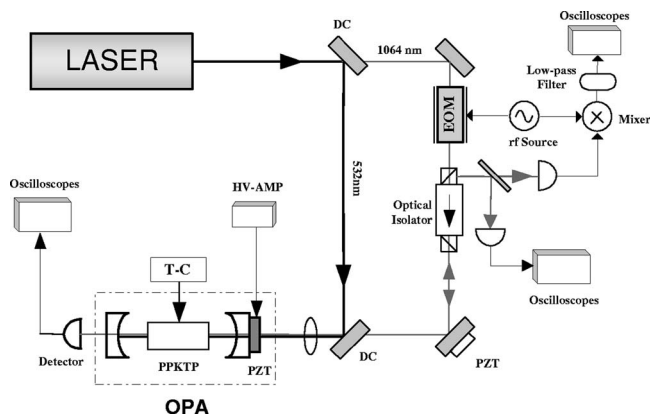 DC
Oscilloscopes
LASER
1064 nm
Low-pass
Filter
EOM
rf Source
Mixer
532nm
Oscilloscopes
HV-AMP
Optical
Isolator
T-C
Oscilloscopes
Detector
PPKTP
PZT
DC
PZT
OPA